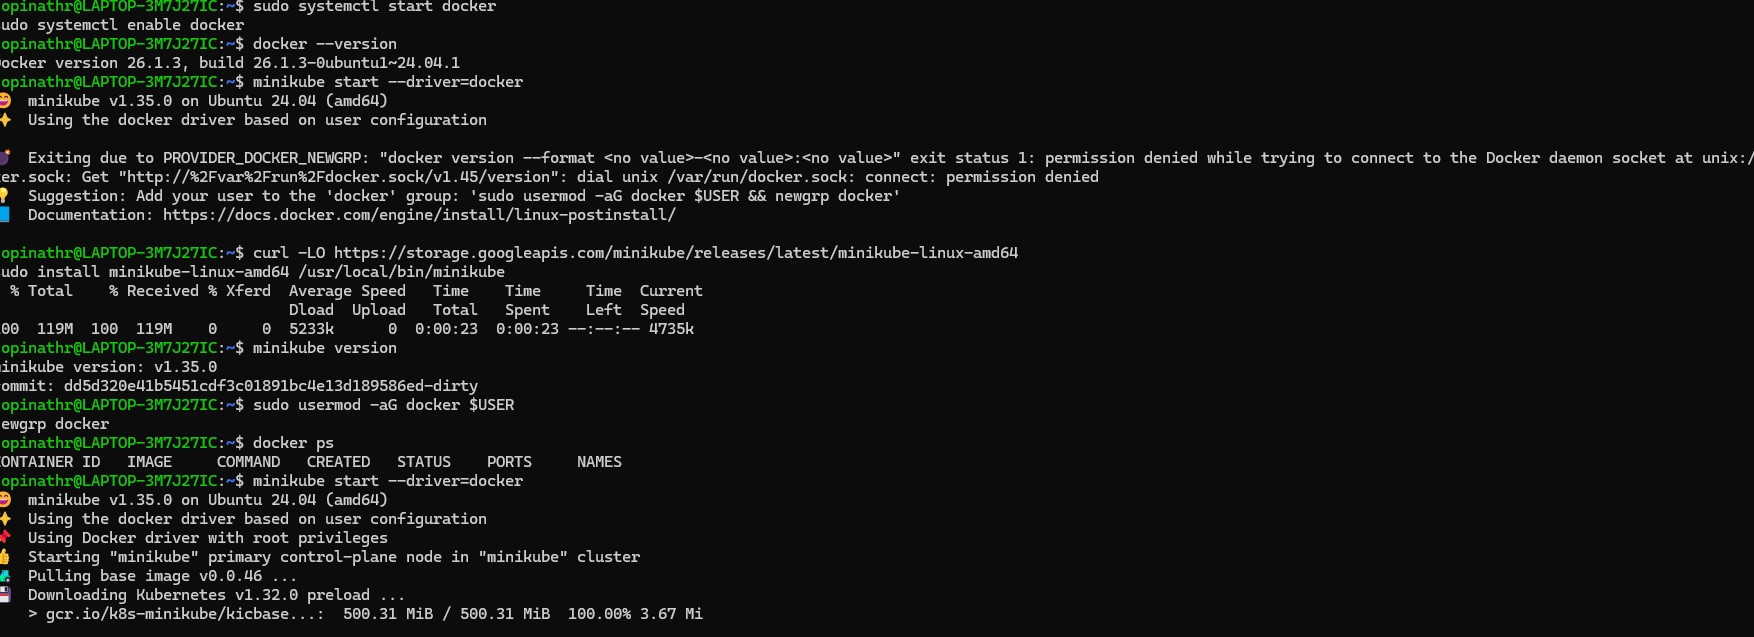 opinathr@LAPTOP-3M7J27IC:~$ sudo systemctl start docker
udo systemctl enable docker
opinathr@LAPTOP-3M7J27IC:~$ docker --version
ocker version 26.1.3, build 26.1.3-0ubuntu1~24.04.1
opinathr@LAPTOP-3M7J27IC:~$ minikube start --driver=docker
minikube v1.35.0 on Ubuntu 24.04 (amd64)
Using the docker driver based on user configuration
Exiting due to PROVIDER_DOCKER_NEWGRP: "docker version --format <no value>-<no value>:<no value>" exit status 1: permission denied while trying to connect to the Docker daemon socket at unix:/
er.sock: Get "http://%2Fvar%2Frun%2Fdocker.sock/v1.45/version": dial unix /var/run/docker.sock: connect: permission denied
Suggestion: Add your user to the 'docker' group: 'sudo usermod -aG docker $USER && newgrp docker'
Documentation: https://docs.docker.com/engine/install/linux-postinstall/
opinathr@LAPTOP-3M7J27IC:~$ curl -LO https://storage.googleapis.com/minikube/releases/latest/minikube-linux-amd64
udo install minikube-linux-amd64 /usr/local/bin/minikube
% Total    % Received % Xferd  Average Speed   Time    Time     Time  Current
Dload  Upload   Total   Spent    Left  Speed
00  119M  100  119M    0     0  5233k      0  0:00:23  0:00:23 --:--:-- 4735k
opinathr@LAPTOP-3M7J27IC:~$ minikube version
inikube version: v1.35.0
ommit: dd5d320e41b5451cdf3c01891bc4e13d189586ed-dirty
opinathr@LAPTOP-3M7J27IC:~$ sudo usermod -aG docker $USER
ewgrp docker
opinathr@LAPTOP-3M7J27IC:~$ docker ps
ONTAINER ID   IMAGE     COMMAND   CREATED   STATUS    PORTS     NAMES
opinathr@LAPTOP-3M7J27IC:~$ minikube start --driver=docker
minikube v1.35.0 on Ubuntu 24.04 (amd64)
Using the docker driver based on user configuration
Using Docker driver with root privileges
Starting "minikube" primary control-plane node in "minikube" cluster
Pulling base image v0.0.46 ...
Downloading Kubernetes v1.32.0 preload ...
> gcr.io/k8s-minikube/kicbase...:  500.31 MiB / 500.31 MiB  100.00% 3.67 Mi